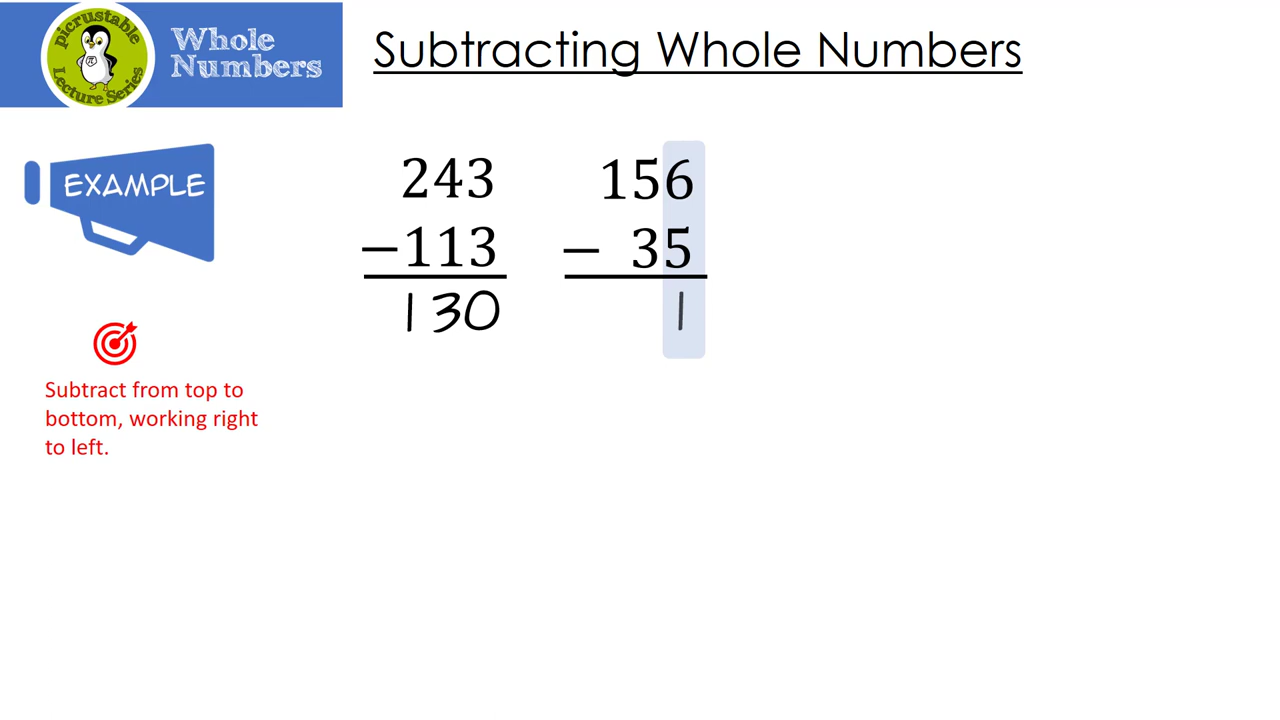 picrustable
π
Lecture Series
Whole
Numbers
Subtracting Whole Numbers
EXAMPLE
243
−113
130
156
− 35
1
Subtract from top to
bottom, working right
to left.